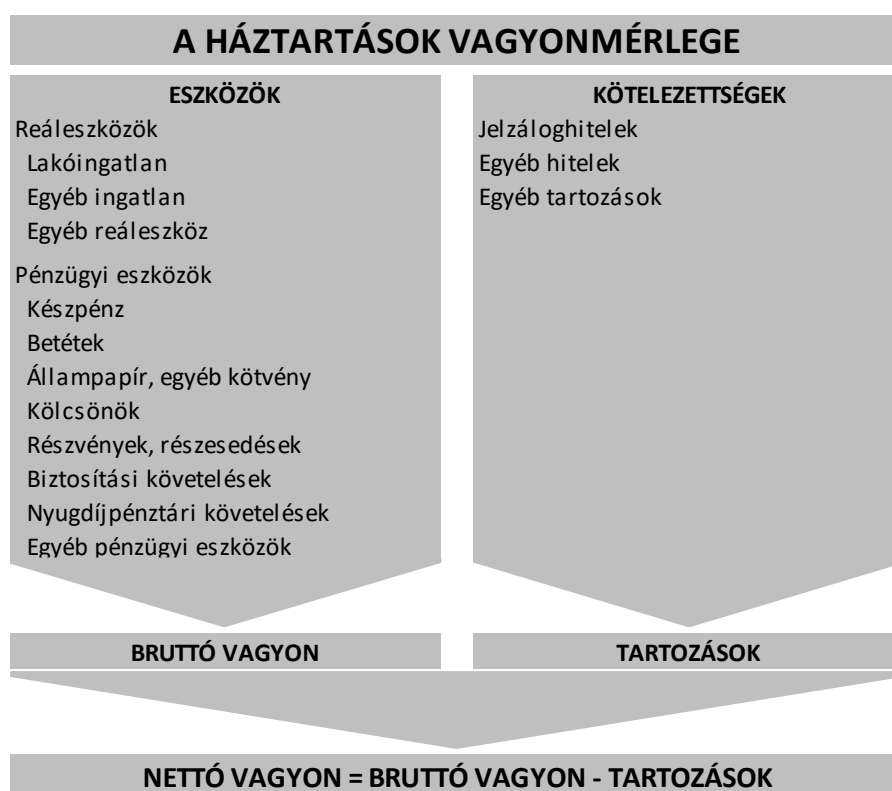 A HÁZTARTÁSOK VAGYONMÉRLEGE
ESZKÖZÖK
Reáleszközök
Lakóingatlan
Egyéb ingatlan
Egyéb reáleszköz
Pénzügyi eszközök
Készpénz
Betétek
Állampapír, egyéb kötvény
Kölcsönök
Részvények, részesedések
Biztosítási követelések
Nyugdíjpénztári követelések
Egyéb pénzügyi eszközök
KÖTELEZETTSÉGEK
Jelzáloghitelek
Egyéb hitelek
Egyéb tartozások
BRUTTÓ VAGYON
TARTOZÁSOK
NETTÓ VAGYON = BRUTTÓ VAGYON - TARTOZÁSOK